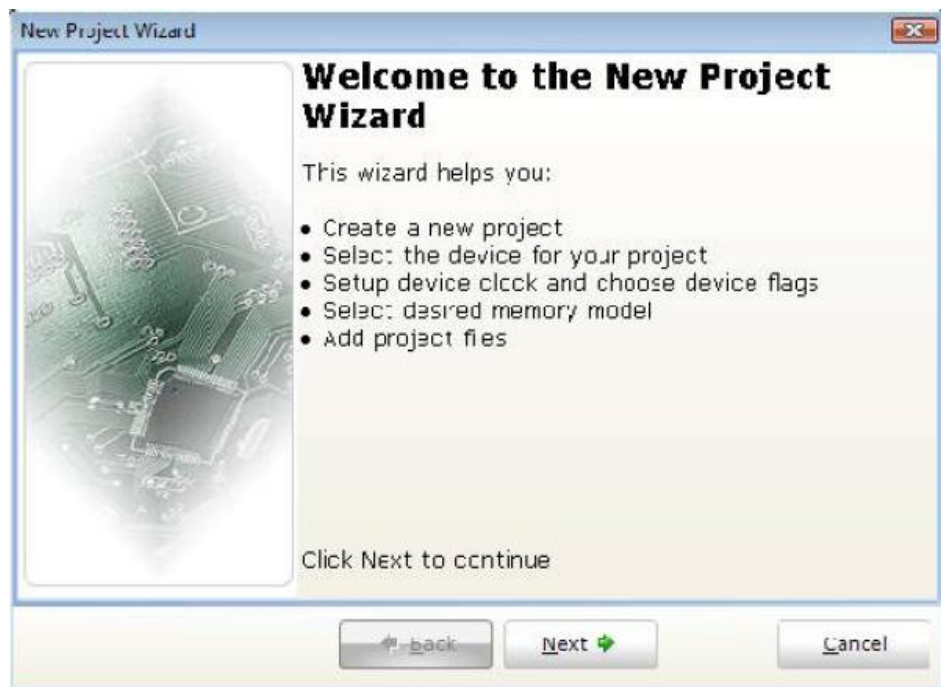 New Project Wizard
Welcome to the New Project
Wizard
This wizard helps you:
• Create a new project
• Select the device for your project
• Setup device clock and choose device flags
• Select desired memory model
• Add project files
Click Next to continue
Back
Next
Cancel